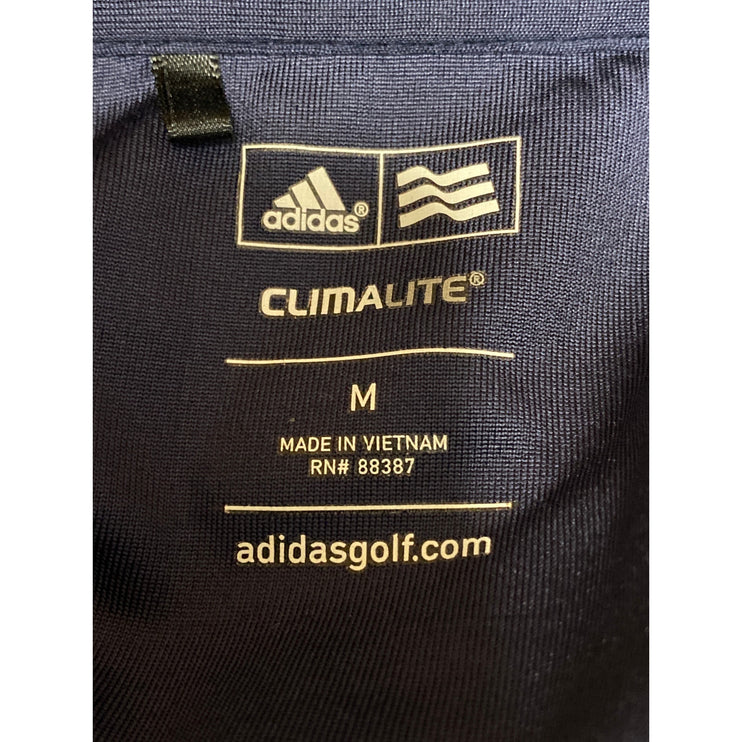 adidas®
CLIMALITE®
M
MADE IN VIETNAM
RN# 88387
adidasgolf.com